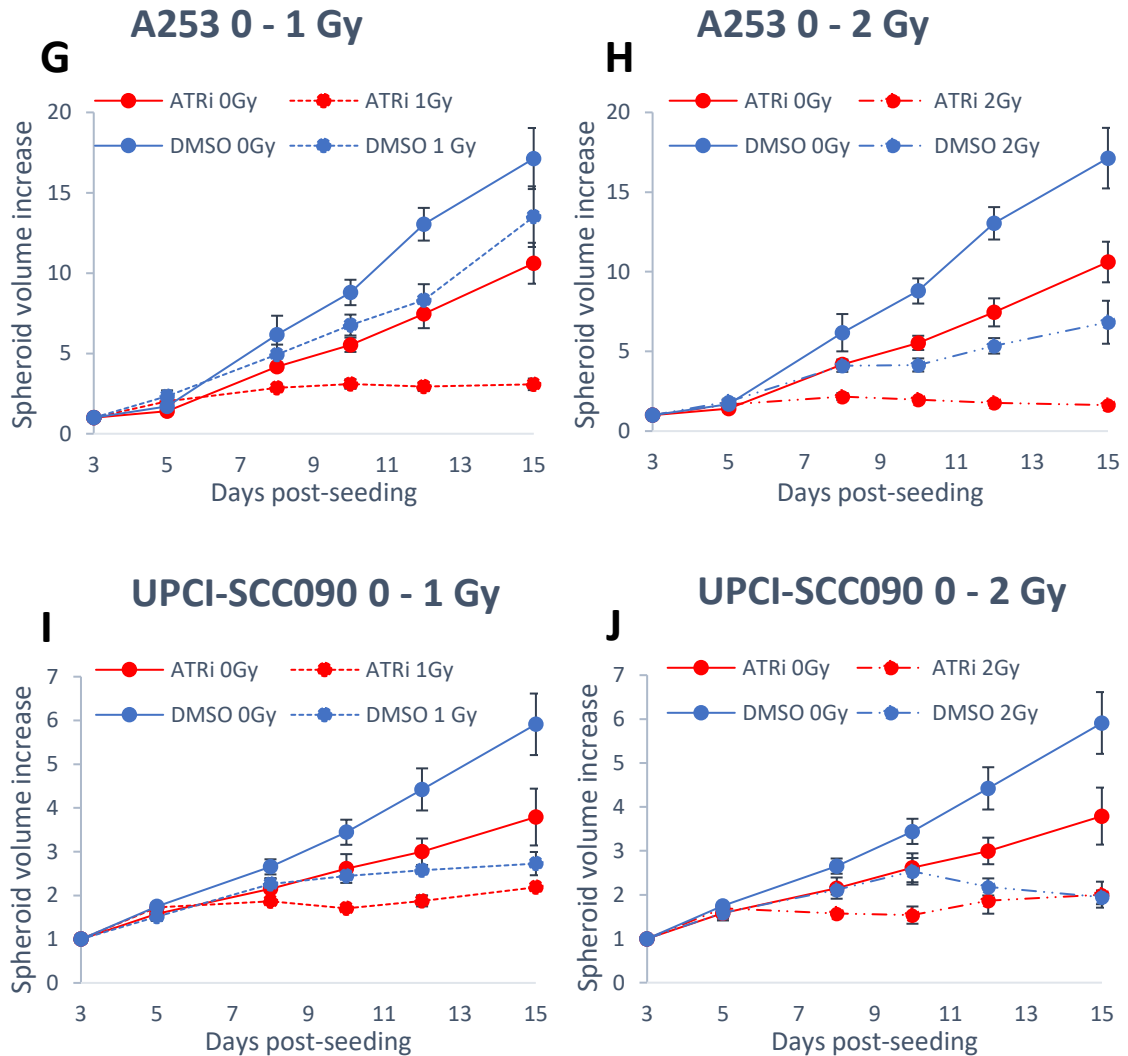 A253 0 - 1 Gy
G
ATRi 0Gy
ATRi 1Gy
DMSO 0Gy
DMSO 1 Gy
Spheroid volume increase
20
15
10
5
0
3 5 7 9 11 13 15
Days post-seeding
A253 0 - 2 Gy
H
ATRi 0Gy
ATRi 2Gy
DMSO 0Gy
DMSO 2Gy
Spheroid volume increase
20
15
10
5
0
3 5 7 9 11 13 15
Days post-seeding
UPCI-SCC090 0 - 1 Gy
I
ATRi 0Gy
ATRi 1Gy
DMSO 0Gy
DMSO 1 Gy
Spheroid volume increase
7
6
5
4
3
2
1
0
3 5 7 9 11 13 15
Days post-seeding
UPCI-SCC090 0 - 2 Gy
J
ATRi 0Gy
ATRi 2Gy
DMSO 0Gy
DMSO 2Gy
Spheroid volume increase
7
6
5
4
3
2
1
0
3 5 7 9 11 13 15
Days post-seeding